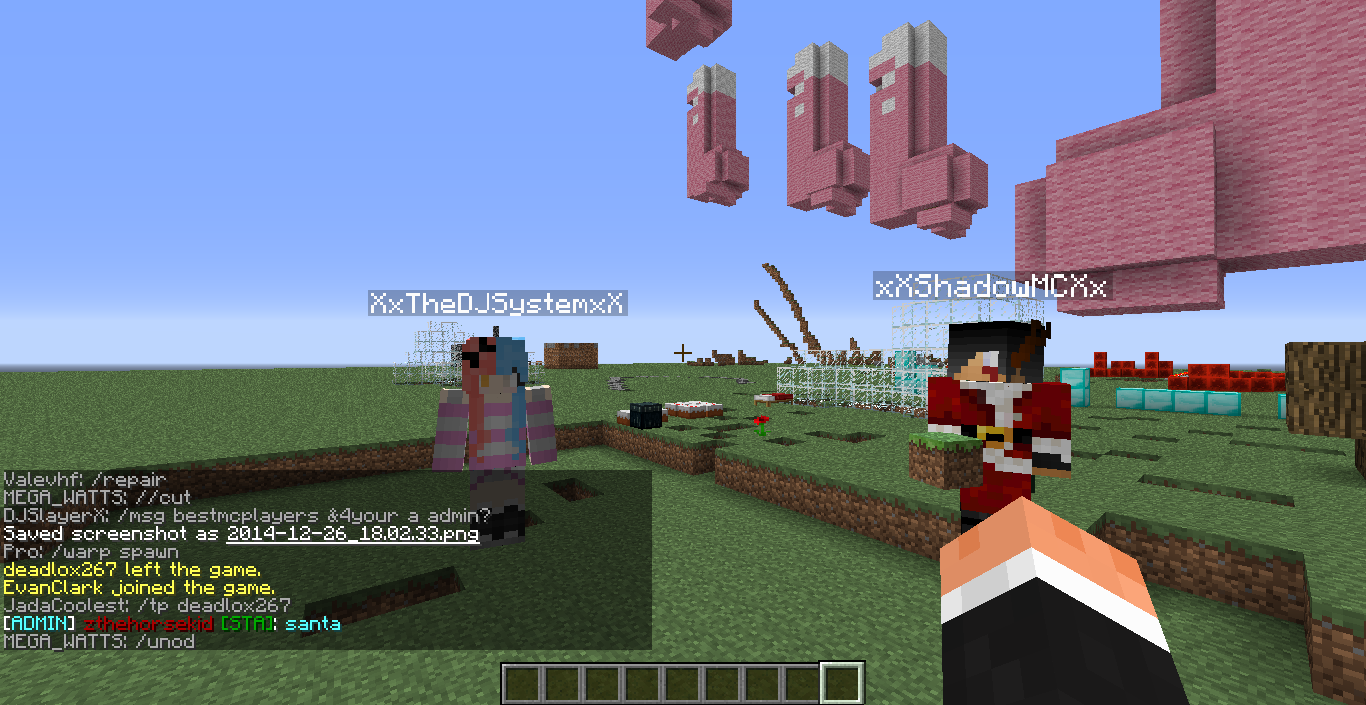 XxTheDJSystemxX
xXShadowMCXx
Valevhf: /repair
MEGA_WATTS: //cut
DJSlayerX: /msg bestmcplayers &4your a admin?
Saved screenshot as 2014-12-26_18.02.33.png
Pro: /warp spawn
deadlox267 left the game.
EvanClark joined the game.
JadaCoolest: /tp deadlox267
[ADMIN] zthehorsekid [STA]: santa
MEGA_WATTS: /unod